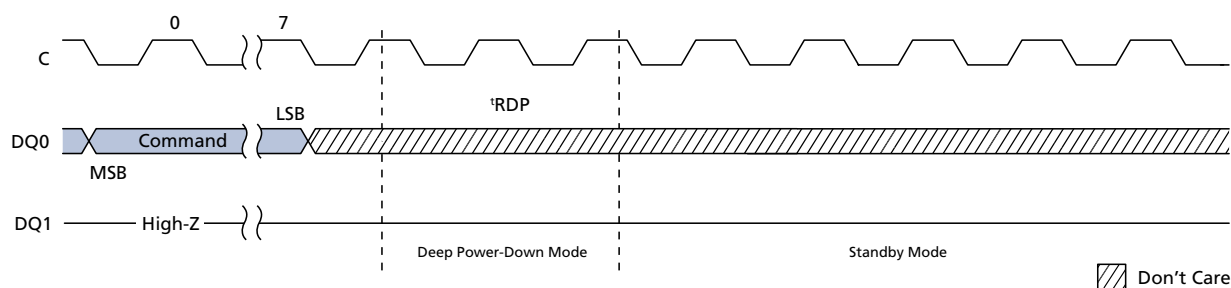 0 7
C
ᵗRDP
LSB
DQ0 Command
MSB
DQ1 High-Z
Deep Power-Down Mode Standby Mode
Don't Care